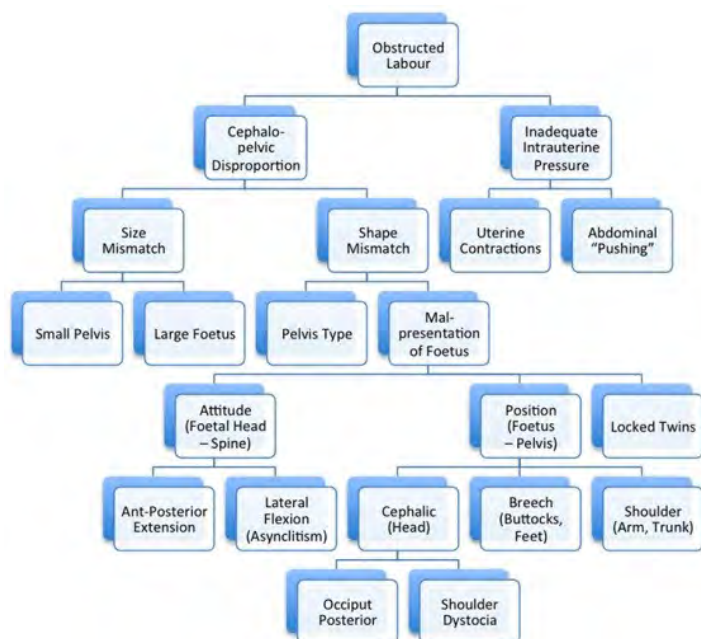 Obstructed
Labour
Cephalo-
pelvic
Disproportion
Inadequate
Intrauterine
Pressure
Size
Mismatch
Shape
Mismatch
Uterine
Contractions
Abdominal
“Pushing”
Small Pelvis
Large Foetus
Pelvis Type
Mal-
presentation
of Foetus
Attitude
(Foetal Head
– Spine)
Position
(Foetus
– Pelvis)
Locked Twins
Ant-Posterior
Extension
Lateral
Flexion
(Asynclitism)
Cephalic
(Head)
Breech
(Buttocks,
Feet)
Shoulder
(Arm, Trunk)
Occiput
Posterior
Shoulder
Dystocia